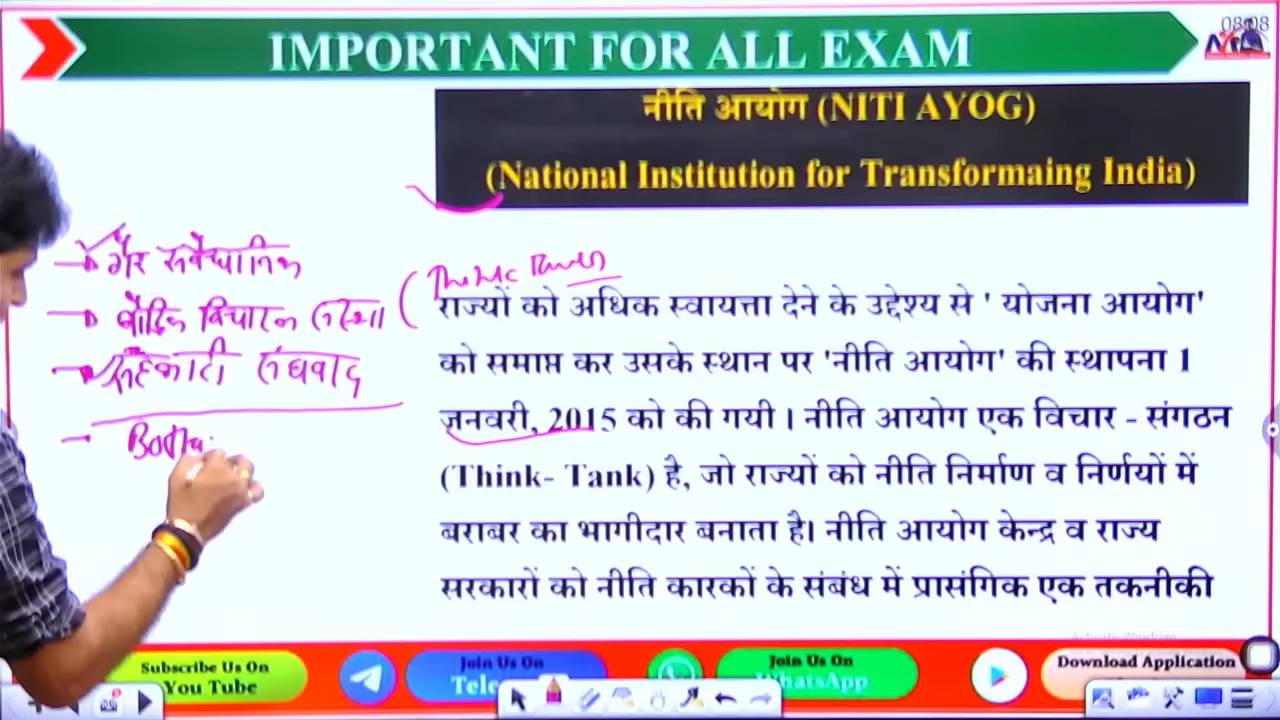 IMPORTANT FOR ALL EXAM
08:08
नीति आयोग (NITI AYOG)
(National Institution for Transformaing India)
गैर संवैधानिक
बौद्धिक विचारक संस्था
सहकारी संघवाद
राज्यों को अधिक स्वायत्ता देने के उद्देश्य से ' योजना आयोग'
को समाप्त कर उसके स्थान पर 'नीति आयोग' की स्थापना 1
जनवरी, 2015 को की गयी । नीति आयोग एक विचार - संगठन
(Think- Tank) है, जो राज्यों को नीति निर्माण व निर्णयों में
बराबर का भागीदार बनाता है। नीति आयोग केन्द्र व राज्य
सरकारों को नीति कारकों के संबंध में प्रासंगिक एक तकनीकी
Subscribe Us On
You Tube
Join Us On
Tele
Join Us On
WhatsApp
Download Application